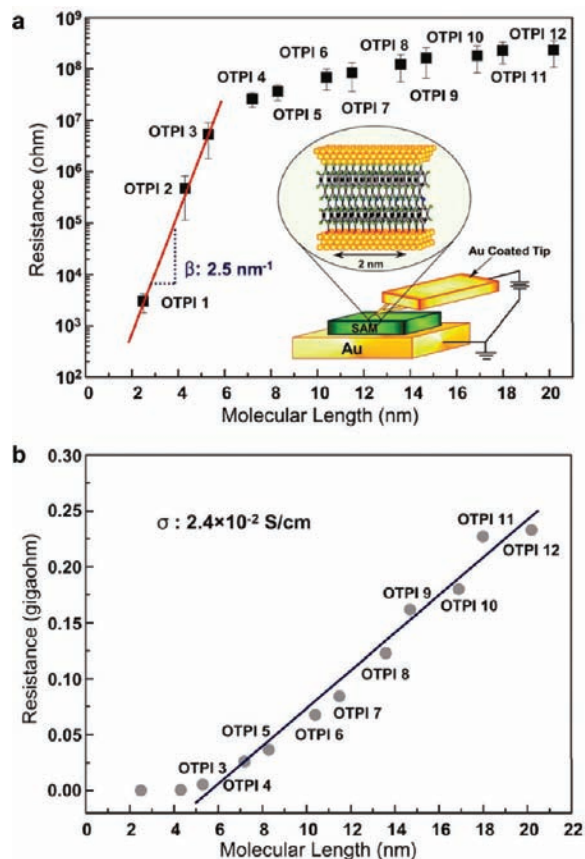 a
Resistance (ohm)
10⁹
10⁸
10⁷
10⁶
10⁵
10⁴
10³
10²
OTPI 1
OTPI 2
OTPI 3
OTPI 4
OTPI 5
OTPI 6
OTPI 7
OTPI 8
OTPI 9
OTPI 10
OTPI 11
OTPI 12
β: 2.5 nm⁻¹
2 nm
Au Coated Tip
SAM
Au
0 2 4 6 8 10 12 14 16 18 20
Molecular Length (nm)
b
Resistance (gigaohm)
0.30
0.25
0.20
0.15
0.10
0.05
0.00
σ : 2.4×10⁻² S/cm
OTPI 3
OTPI 4
OTPI 5
OTPI 6
OTPI 7
OTPI 8
OTPI 9
OTPI 10
OTPI 11
OTPI 12
0 2 4 6 8 10 12 14 16 18 20 22
Molecular Length (nm)